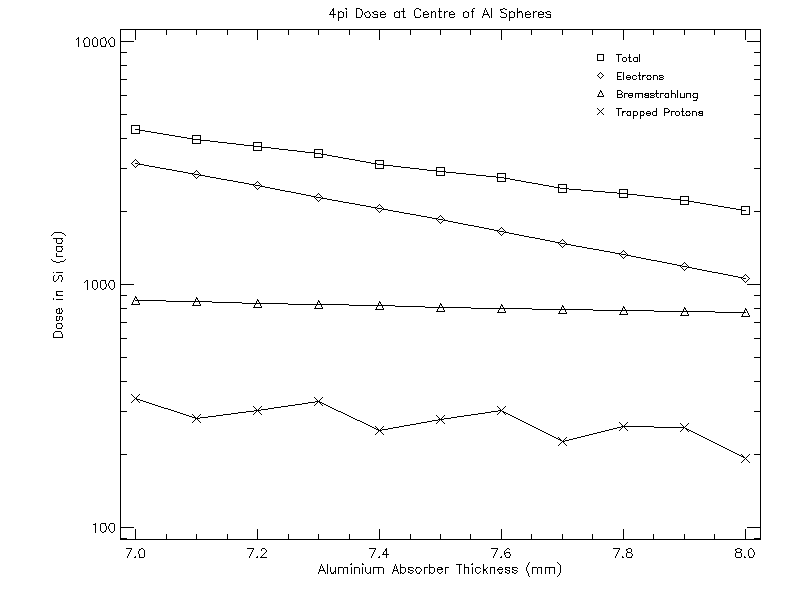 4pi Dose at Centre of Al Spheres
10000
Total
Electrons
Bremsstrahlung
Trapped Protons
Dose in Si (rad)
1000
100
7.0 7.2 7.4 7.6 7.8 8.0
Aluminium Absorber Thickness (mm)